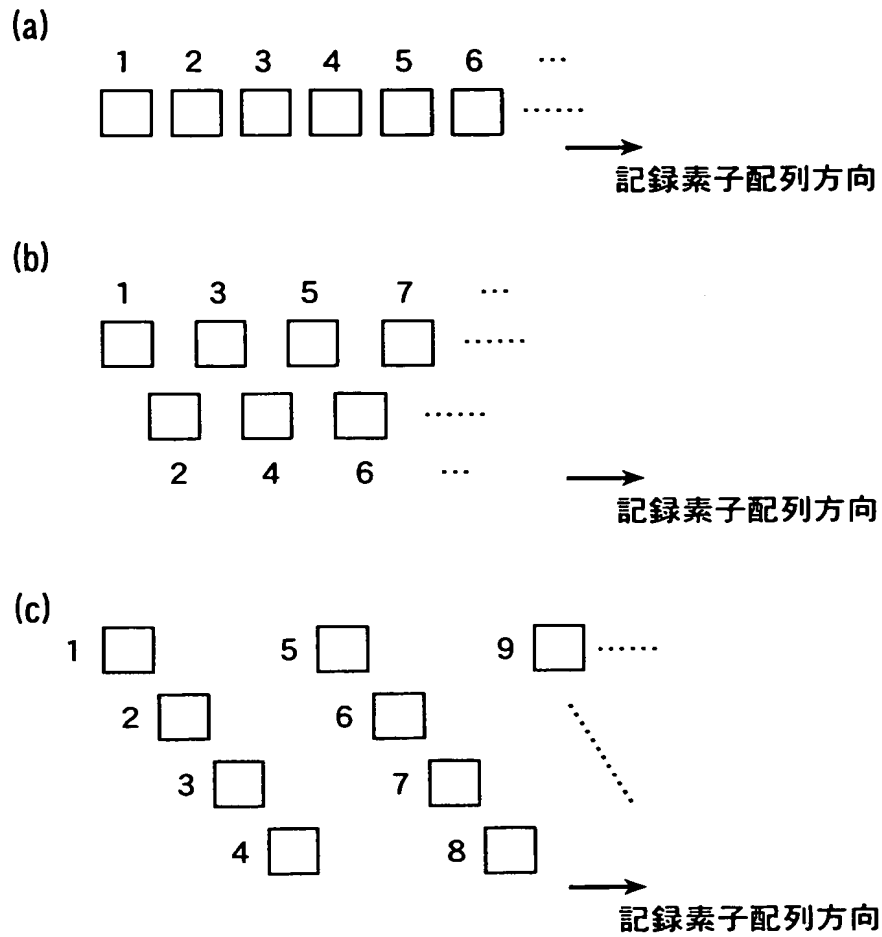 (a)
1 2 3 4 5 6 ...
......
記録素子配列方向
(b)
1 3 5 7 ...
......
......
2 4 6 ...
記録素子配列方向
(c)
1 5 9 ......
2 6
3 7
4 8
記録素子配列方向